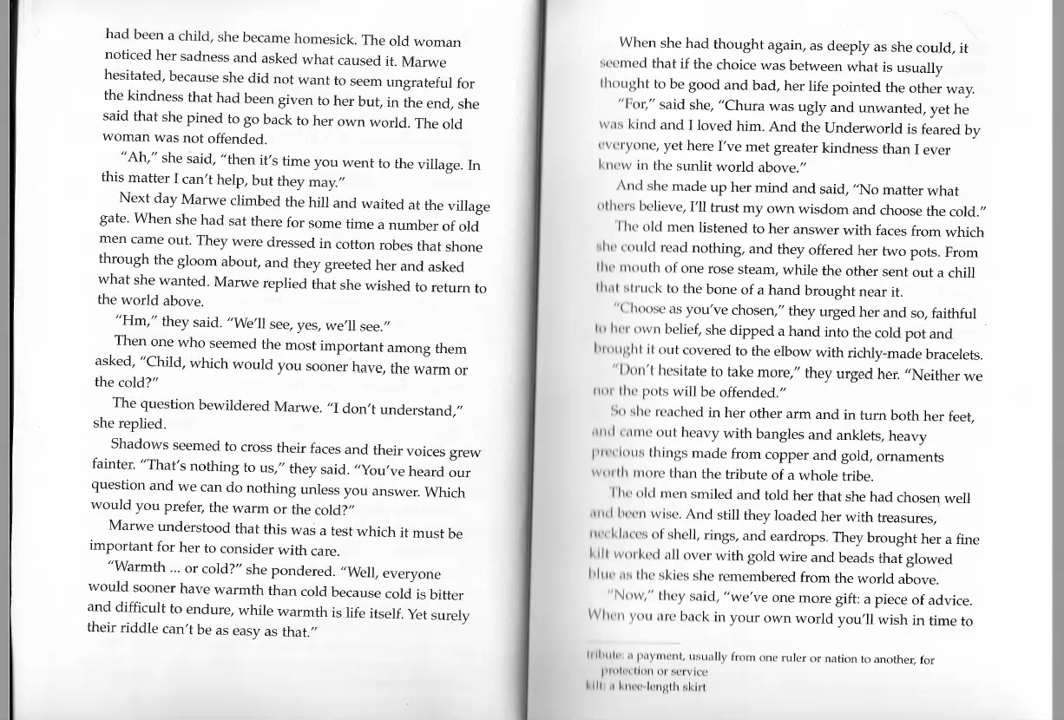 had been a child, she became homesick. The old woman
noticed her sadness and asked what caused it. Marwe
hesitated, because she did not want to seem ungrateful for
the kindness that had been given to her but, in the end, she
said that she pined to go back to her own world. The old
woman was not offended.
“Ah,” she said, “then it’s time you went to the village. In
this matter I can’t help, but they may.”
Next day Marwe climbed the hill and waited at the village
gate. When she had sat there for some time a number of old
men came out. They were dressed in cotton robes that shone
through the gloom about, and they greeted her and asked
what she wanted. Marwe replied that she wished to return to
the world above.
“Hm,” they said. “We’ll see, yes, we’ll see.”
Then one who seemed the most important among them
asked, “Child, which would you sooner have, the warm or
the cold?”
The question bewildered Marwe. “I don’t understand,”
she replied.
Shadows seemed to cross their faces and their voices grew
fainter. “That’s nothing to us,” they said. “You’ve heard our
question and we can do nothing unless you answer. Which
would you prefer, the warm or the cold?”
Marwe understood that this was a test which it must be
important for her to consider with care.
“Warmth ... or cold?” she pondered. “Well, everyone
would sooner have warmth than cold because cold is bitter
and difficult to endure, while warmth is life itself. Yet surely
their riddle can’t be as easy as that.”
When she had thought again, as deeply as she could, it
seemed that if the choice was between what is usually
thought to be good and bad, her life pointed the other way.
“For,” said she, “Chura was ugly and unwanted, yet he
was kind and I loved him. And the Underworld is feared by
everyone, yet here I’ve met greater kindness than I ever
knew in the sunlit world above.”
And she made up her mind and said, “No matter what
others believe, I’ll trust my own wisdom and choose the cold.”
The old men listened to her answer with faces from which
she could read nothing, and they offered her two pots. From
the mouth of one rose steam, while the other sent out a chill
that struck to the bone of a hand brought near it.
“Choose as you’ve chosen,” they urged her and so, faithful
to her own belief, she dipped a hand into the cold pot and
brought it out covered to the elbow with richly-made bracelets.
“Don’t hesitate to take more,” they urged her. “Neither we
nor the pots will be offended.”
So she reached in her other arm and in turn both her feet,
and came out heavy with bangles and anklets, heavy
precious things made from copper and gold, ornaments
worth more than the tribute of a whole tribe.
The old men smiled and told her that she had chosen well
and been wise. And still they loaded her with treasures,
necklaces of shell, rings, and eardrops. They brought her a fine
kilt worked all over with gold wire and beads that glowed
blue as the skies she remembered from the world above.
“Now,” they said, “we’ve one more gift: a piece of advice.
When you are back in your own world you’ll wish in time to
tribute: a payment, usually from one ruler or nation to another, for
protection or service
kilt: a knee-length skirt